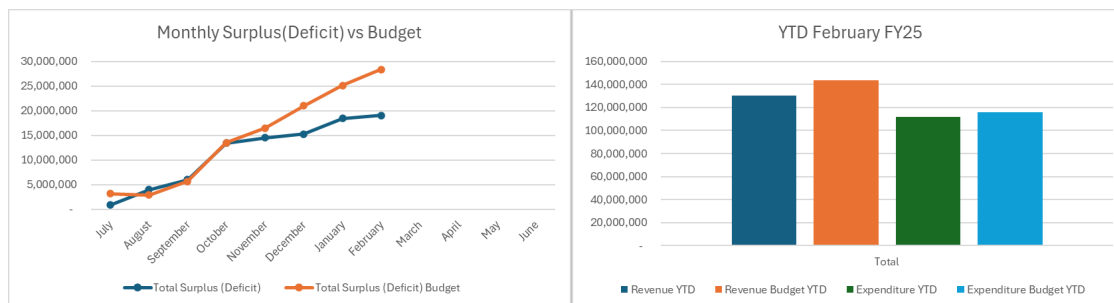 Monthly Surplus(Deficit) vs Budget
30,000,000
25,000,000
20,000,000
15,000,000
10,000,000
5,000,000
-
July August September October November December January February March April May June
Total Surplus (Deficit) Total Surplus (Deficit) Budget
YTD February FY25
160,000,000
140,000,000
120,000,000
100,000,000
80,000,000
60,000,000
40,000,000
20,000,000
-
Total
Revenue YTD Revenue Budget YTD Expenditure YTD Expenditure Budget YTD